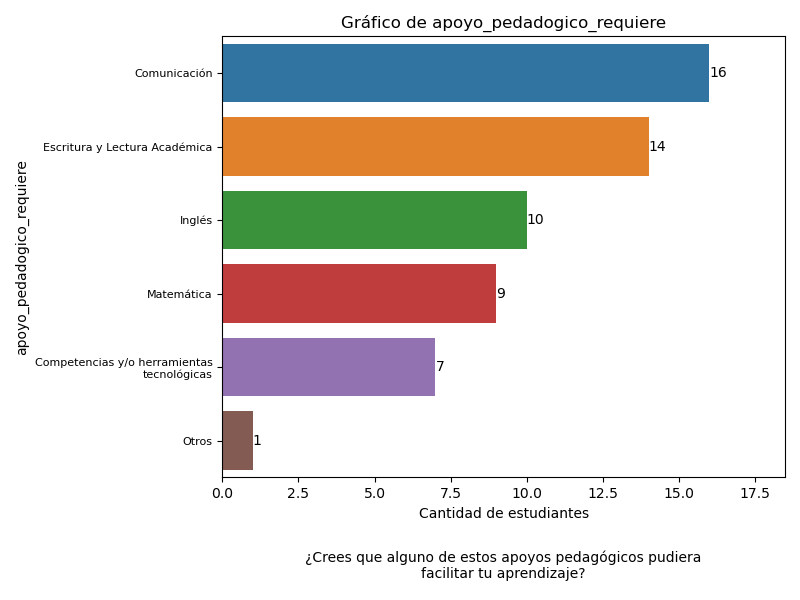 Gráfico de apoyo_pedadogico_requiere
apoyo_pedadogico_requiere
Comunicación
16
Escritura y Lectura Académica
14
Inglés
10
Matemática
9
Competencias y/o herramientas
tecnológicas
7
Otros
1
0.0 2.5 5.0 7.5 10.0 12.5 15.0 17.5
Cantidad de estudiantes
¿Crees que alguno de estos apoyos pedagógicos pudiera
facilitar tu aprendizaje?